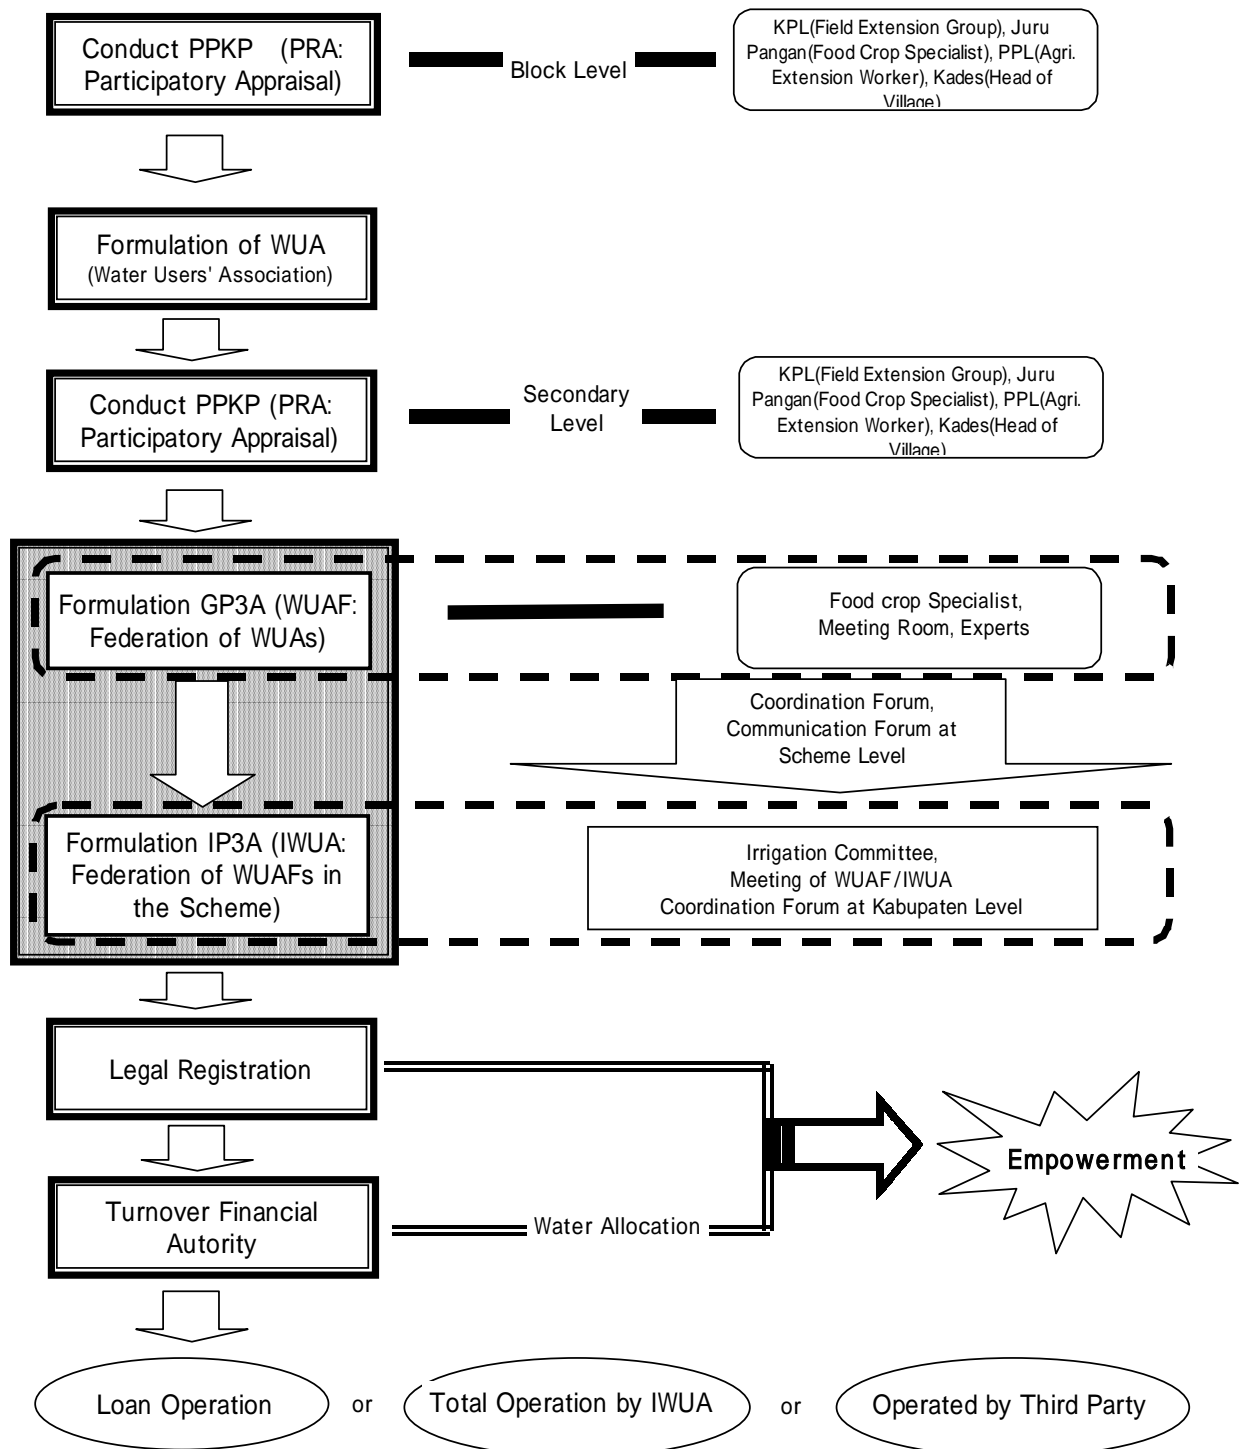 Conduct PPKP (PRA:
Participatory Appraisal)
Block Level
KPL(Field Extension Group), Juru
Pangan(Food Crop Specialist), PPL(Agri.
Extension Worker), Kades(Head of
Village)
Formulation of WUA
(Water Users' Association)
Conduct PPKP (PRA:
Participatory Appraisal)
Secondary
Level
KPL(Field Extension Group), Juru
Pangan(Food Crop Specialist), PPL(Agri.
Extension Worker), Kades(Head of
Village)
Formulation GP3A (WUAF:
Federation of WUAs)
Food crop Specialist,
Meeting Room, Experts
Coordination Forum,
Communication Forum at
Scheme Level
Formulation IP3A (IWUA:
Federation of WUAFs in
the Scheme)
Irrigation Committee,
Meeting of WUAF/IWUA
Coordination Forum at Kabupaten Level
Legal Registration
Empowerment
Turnover Financial
Autority
Water Allocation
Loan Operation
or
Total Operation by IWUA
or
Operated by Third Party